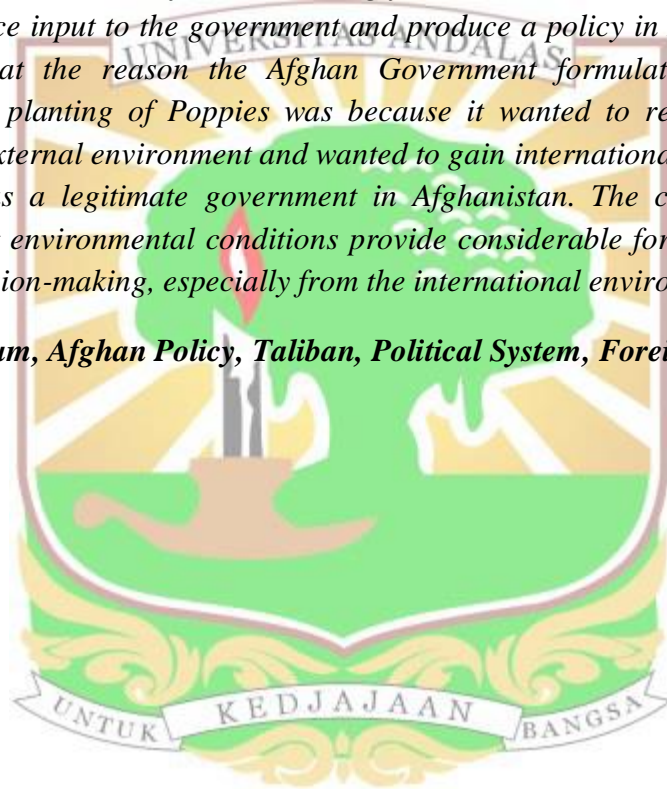 ce input to the government and produce a policy in
UNIVERSITAS ANDALAS
at the reason the Afghan Government formulat
planting of Poppies was because it wanted to re
xternal environment and wanted to gain international
s a legitimate government in Afghanistan. The c
environmental conditions provide considerable for
ion-making, especially from the international enviro
um, Afghan Policy, Taliban, Political System, Forei
UNTUK KEDJAJAAN BANGSA